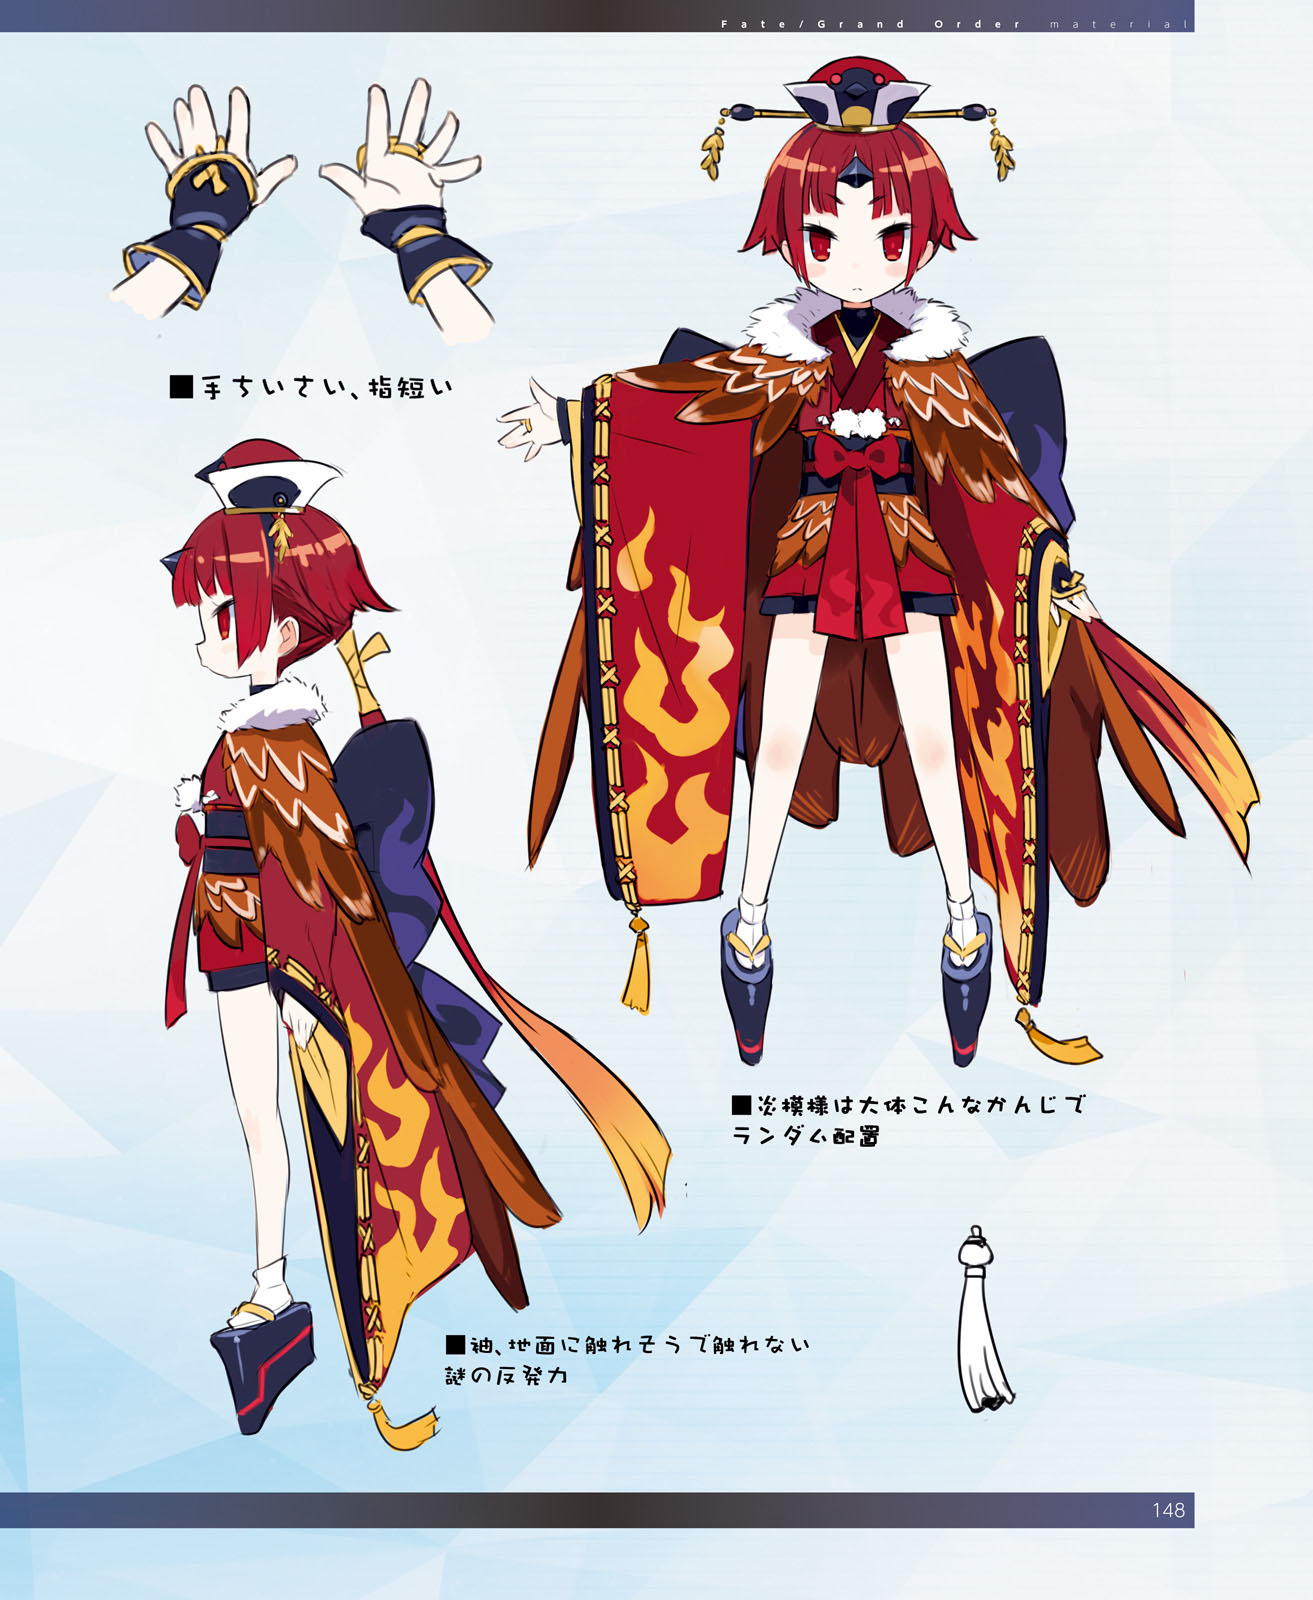 Fate/Grand Order material
■手ちいさい、指短い
■炎模様は大体こんなかんじで
ランダム配置
■袖、地面に触れそうで触れない
謎の反発力
148